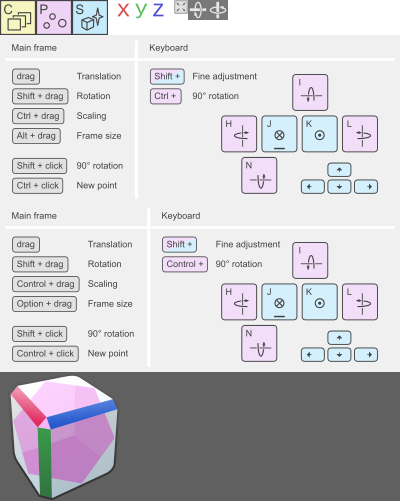 C P S x y z
Main frame Keyboard
drag Translation Shift + Fine adjustment
Shift + drag Rotation Ctrl + 90° rotation I
Ctrl + drag Scaling
Alt + drag Frame size H J K L
Shift + click 90° rotation N
Ctrl + click New point
Main frame Keyboard
drag Translation Shift + Fine adjustment
Shift + drag Rotation Control + 90° rotation I
Control + drag Scaling
Option + drag Frame size H J K L
Shift + click 90° rotation N
Control + click New point